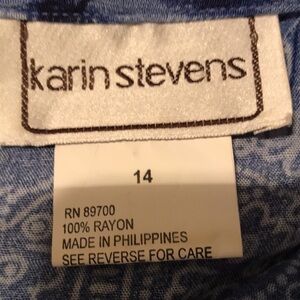 karin stevens
14
RN 89700
100% RAYON
MADE IN PHILIPPINES
SEE REVERSE FOR CARE